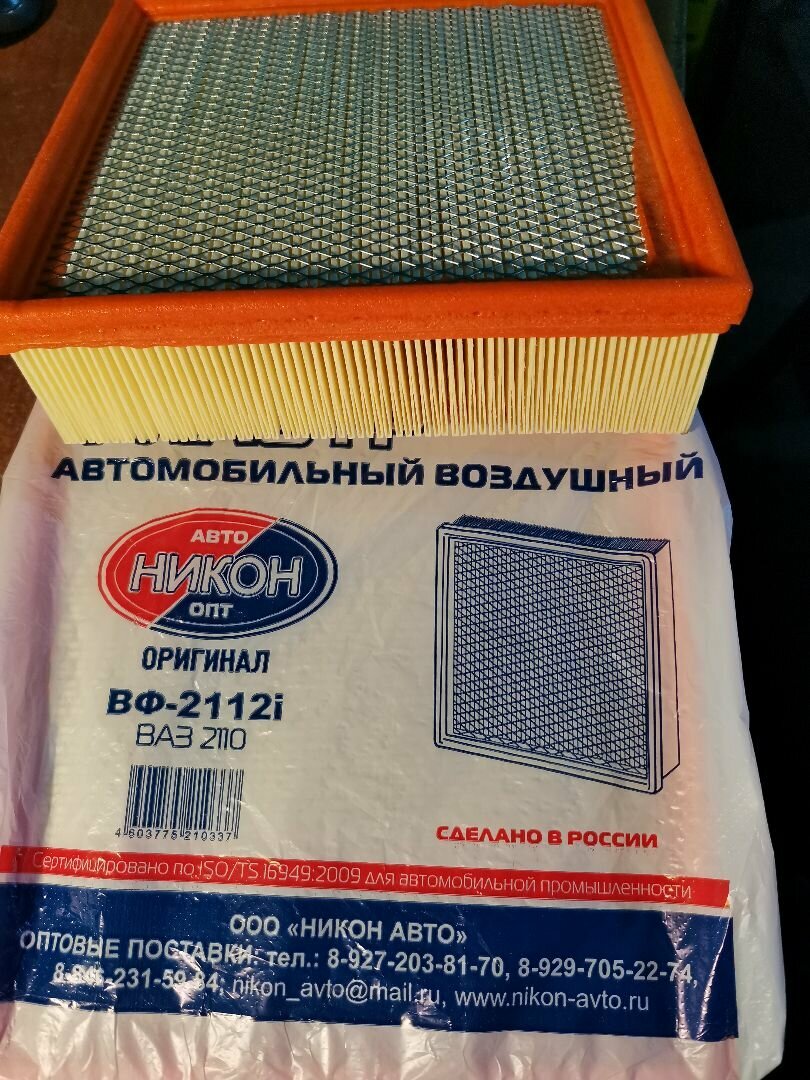 АВТОМОБИЛЬНЫЙ ВОЗДУШНЫЙ
АВТО
НИКОН
ОПТ
ОРИГИНАЛ
ВФ-2112i
ВАЗ 2110
4 603775 210337
СДЕЛАНО В РОССИИ
Сертифицировано по ISO/TS 16949:2009 для автомобильной промышленности
ООО «НИКОН АВТО»
ОПТОВЫЕ ПОСТАВКИ: тел.: 8-927-203-81-70, 8-929-705-22-74,
nikon_avto@mail.ru, www.nikon-avto.ru